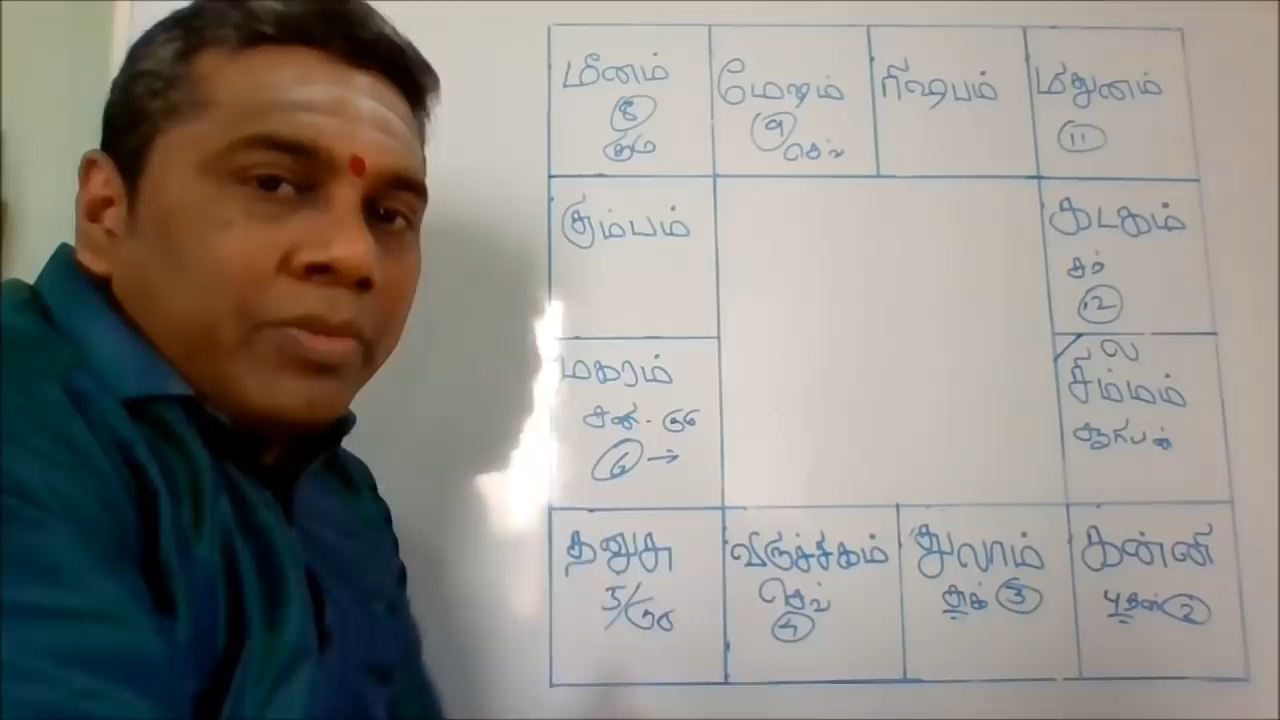 மீனம்
8
குரு
மேஷம்
9
செவ்
ரிஷபம்
மிதுனம்
11
கும்பம்
கடகம்
சந்
12
மகரம்
சனி - குரு
6 →
ல
சிம்மம்
சூரியன்
தனுசு
5/குரு
விருச்சிகம்
செவ்
4
துலாம்
சுக் 3
கன்னி
புதன் 2